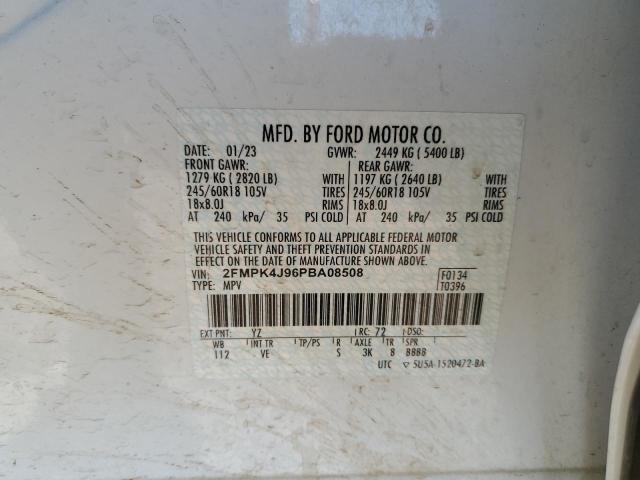 MFD. BY FORD MOTOR CO.
DATE: 01/23 GVWR: 2449 KG ( 5400 LB)
FRONT GAWR: REAR GAWR:
1279 KG ( 2820 LB) WITH 1197 KG ( 2640 LB) WITH
245/60R18 105V TIRES 245/60R18 105V TIRES
18x8.0J RIMS 18x8.0J RIMS
AT 240 kPa/ 35 PSI COLD AT 240 kPa/ 35 PSI COLD
THIS VEHICLE CONFORMS TO ALL APPLICABLE FEDERAL MOTOR
VEHICLE SAFETY AND THEFT PREVENTION STANDARDS IN
EFFECT ON THE DATE OF MANUFACTURE SHOWN ABOVE.
VIN: 2FMPK4J96PBA08508 F0134
TYPE: MPV T0396
EXT PNT: YZ RC: 72 DSO:
WB INT TR TP/PS R AXLE TR SPR
112 VE S 3K 8 BBBB
UTC ▽ 5U5A-1520472-BA